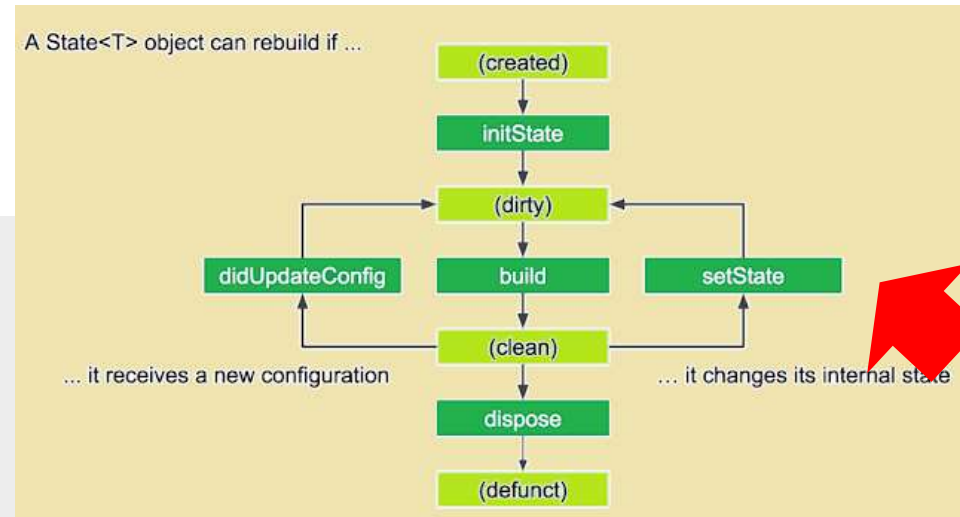 A State<T> object can rebuild if ...
(created)
initState
(dirty)
didUpdateConfig
build
setState
(clean)
... it receives a new configuration
... it changes its internal state
dispose
(defunct)